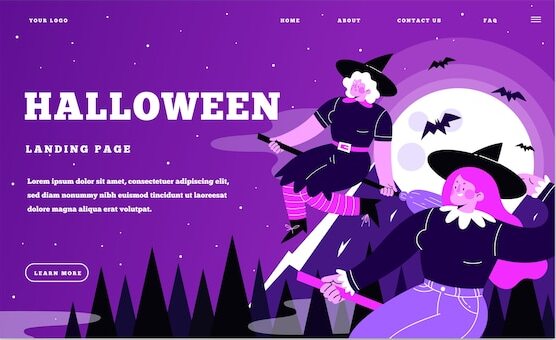 YOUR LOGO
HOME ABOUT CONTACT US FAQ
HALLOWEEN
LANDING PAGE
Lorem ipsum dolor sit amet, consectetuer adipiscing elit,
sed diam nonummy nibh euismod tincidunt ut laoreet
dolore magna aliqua erat volutpat.
LEARN MORE